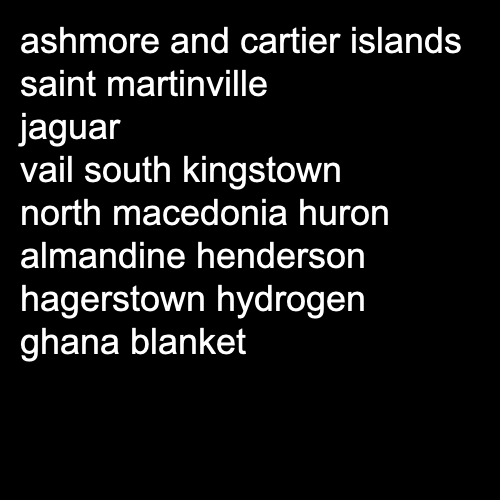 ashmore and cartier islands
saint martinville
jaguar
vail south kingstown
north macedonia huron
almandine henderson
hagerstown hydrogen
ghana blanket